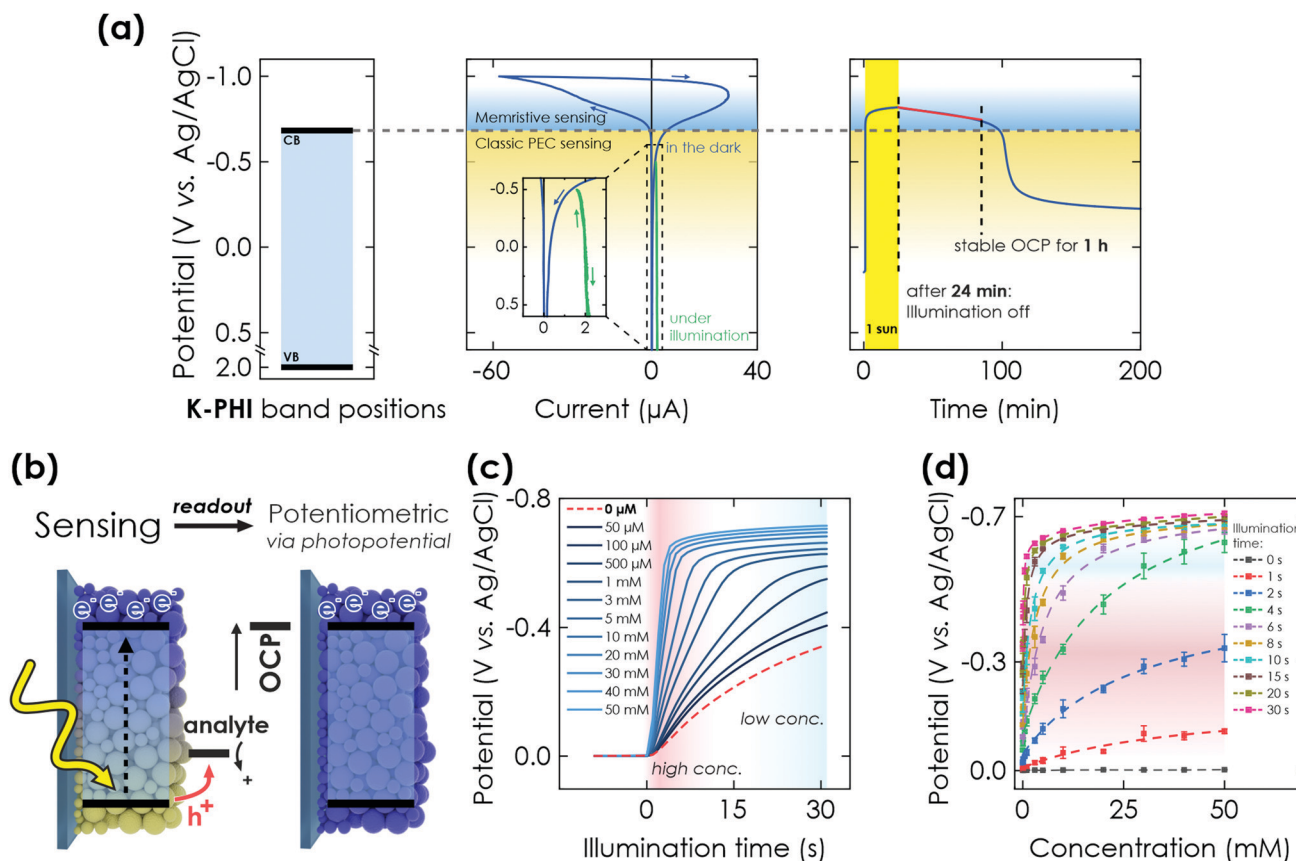 (a)
Potential (V vs. Ag/AgCl)
-1.0
-0.5
0.0
0.5
2.0
CB
VB
K-PHI band positions
Memristive sensing
Classic PEC sensing
in the dark
-0.5
0.0
0.5
0
2
under
illumination
-60
0
40
Current (µA)
1 sun
stable OCP for 1 h
after 24 min:
Illumination off
0
100
200
Time (min)
(b)
Sensing
readout
Potentiometric
via photopotential
e- e- e- e-
OCP
analyte
+
h+
e- e- e- e-
(c)
Potential (V vs. Ag/AgCl)
-0.8
-0.4
0.0
0 µM
50 µM
100 µM
500 µM
1 mM
3 mM
5 mM
10 mM
20 mM
30 mM
40 mM
50 mM
low conc.
high conc.
0
15
30
Illumination time (s)
(d)
Potential (V vs. Ag/AgCl)
-0.7
-0.3
0.0
Illumination
time:
0 s
1 s
2 s
4 s
6 s
8 s
10 s
15 s
20 s
30 s
0
30
60
Concentration (mM)